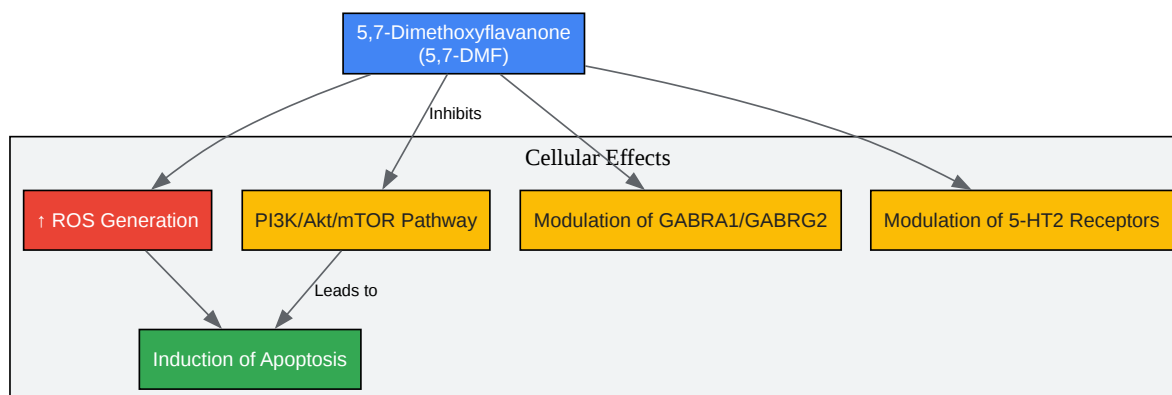 5,7-Dimethoxyflavanone
(5,7-DMF)
Inhibits
Cellular Effects
↑ ROS Generation
PI3K/Akt/mTOR Pathway
Modulation of GABRA1/GABRG2
Modulation of 5-HT2 Receptors
Leads to
Induction of Apoptosis